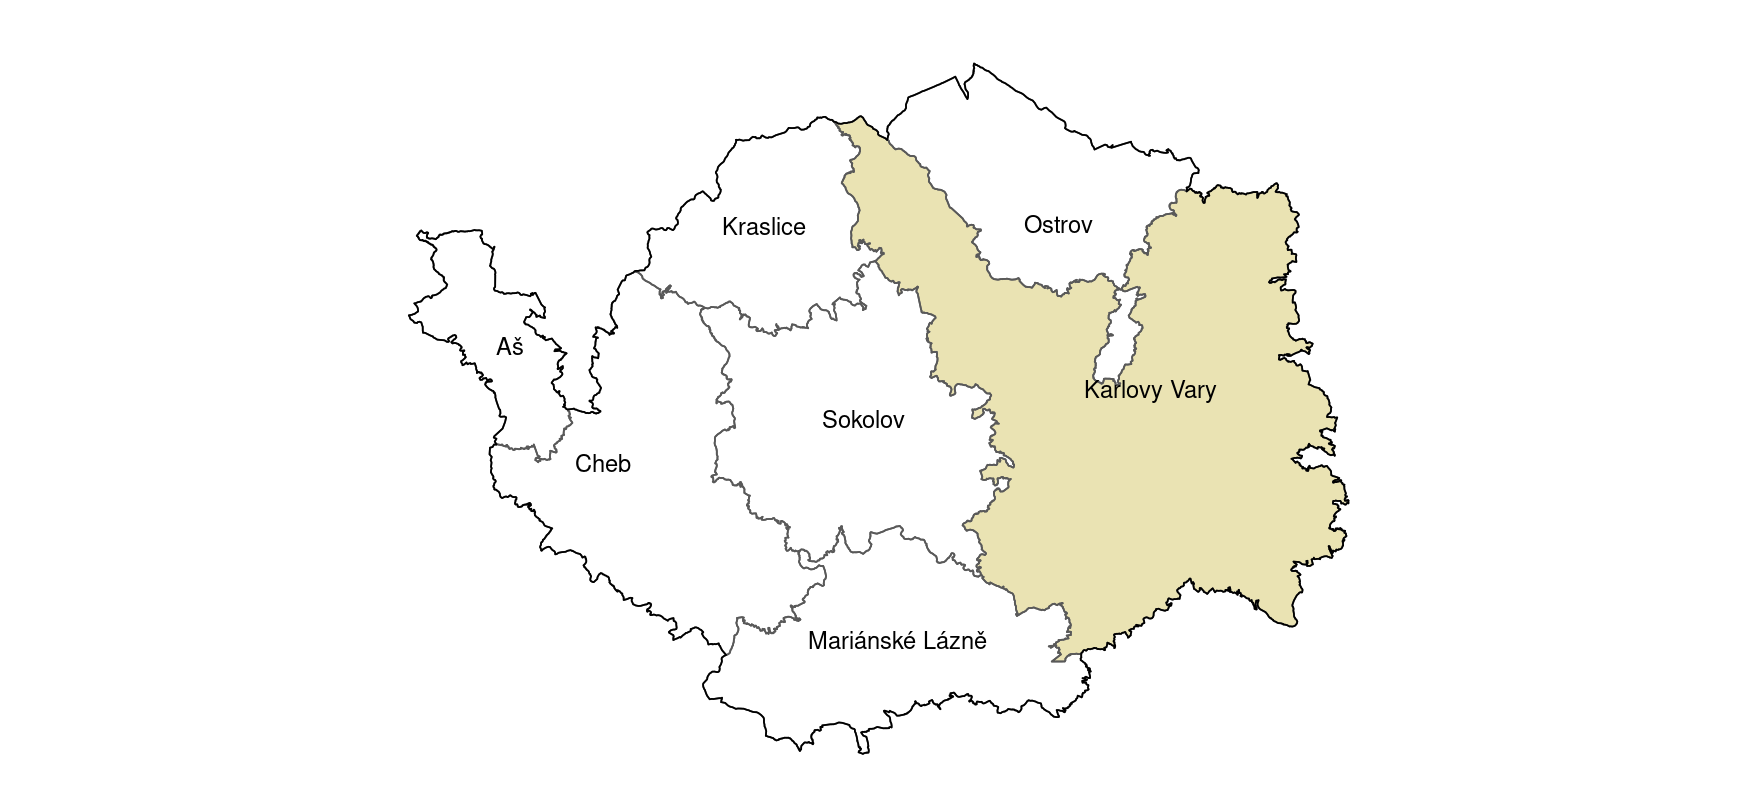 Kraslice
Ostrov
Aš
Karlovy Vary
Sokolov
Cheb
Mariánské Lázně